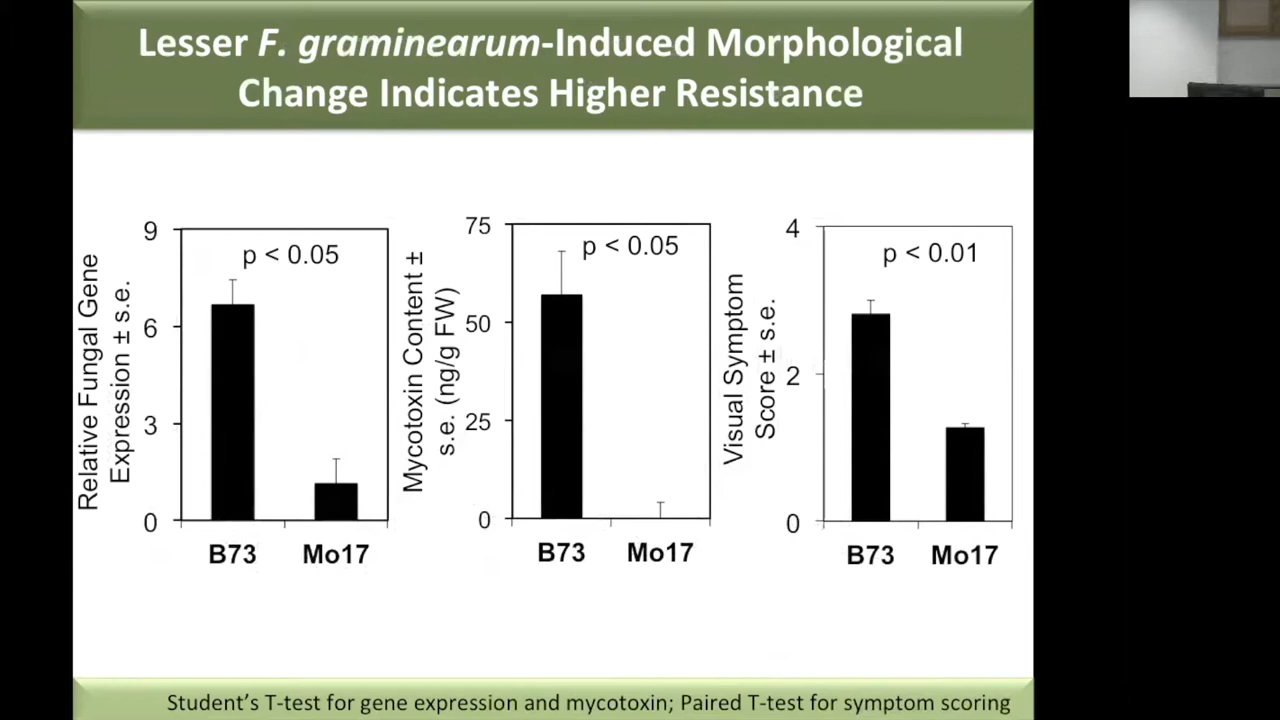 Lesser F. graminearum-Induced Morphological
Change Indicates Higher Resistance
Relative Fungal Gene
Expression ± s.e.
9
6
3
0
p < 0.05
B73 Mo17
Mycotoxin Content ±
s.e. (ng/g FW)
75
50
25
0
p < 0.05
B73 Mo17
Visual Symptom
Score ± s.e.
4
2
0
p < 0.01
B73 Mo17
Student’s T-test for gene expression and mycotoxin; Paired T-test for symptom scoring